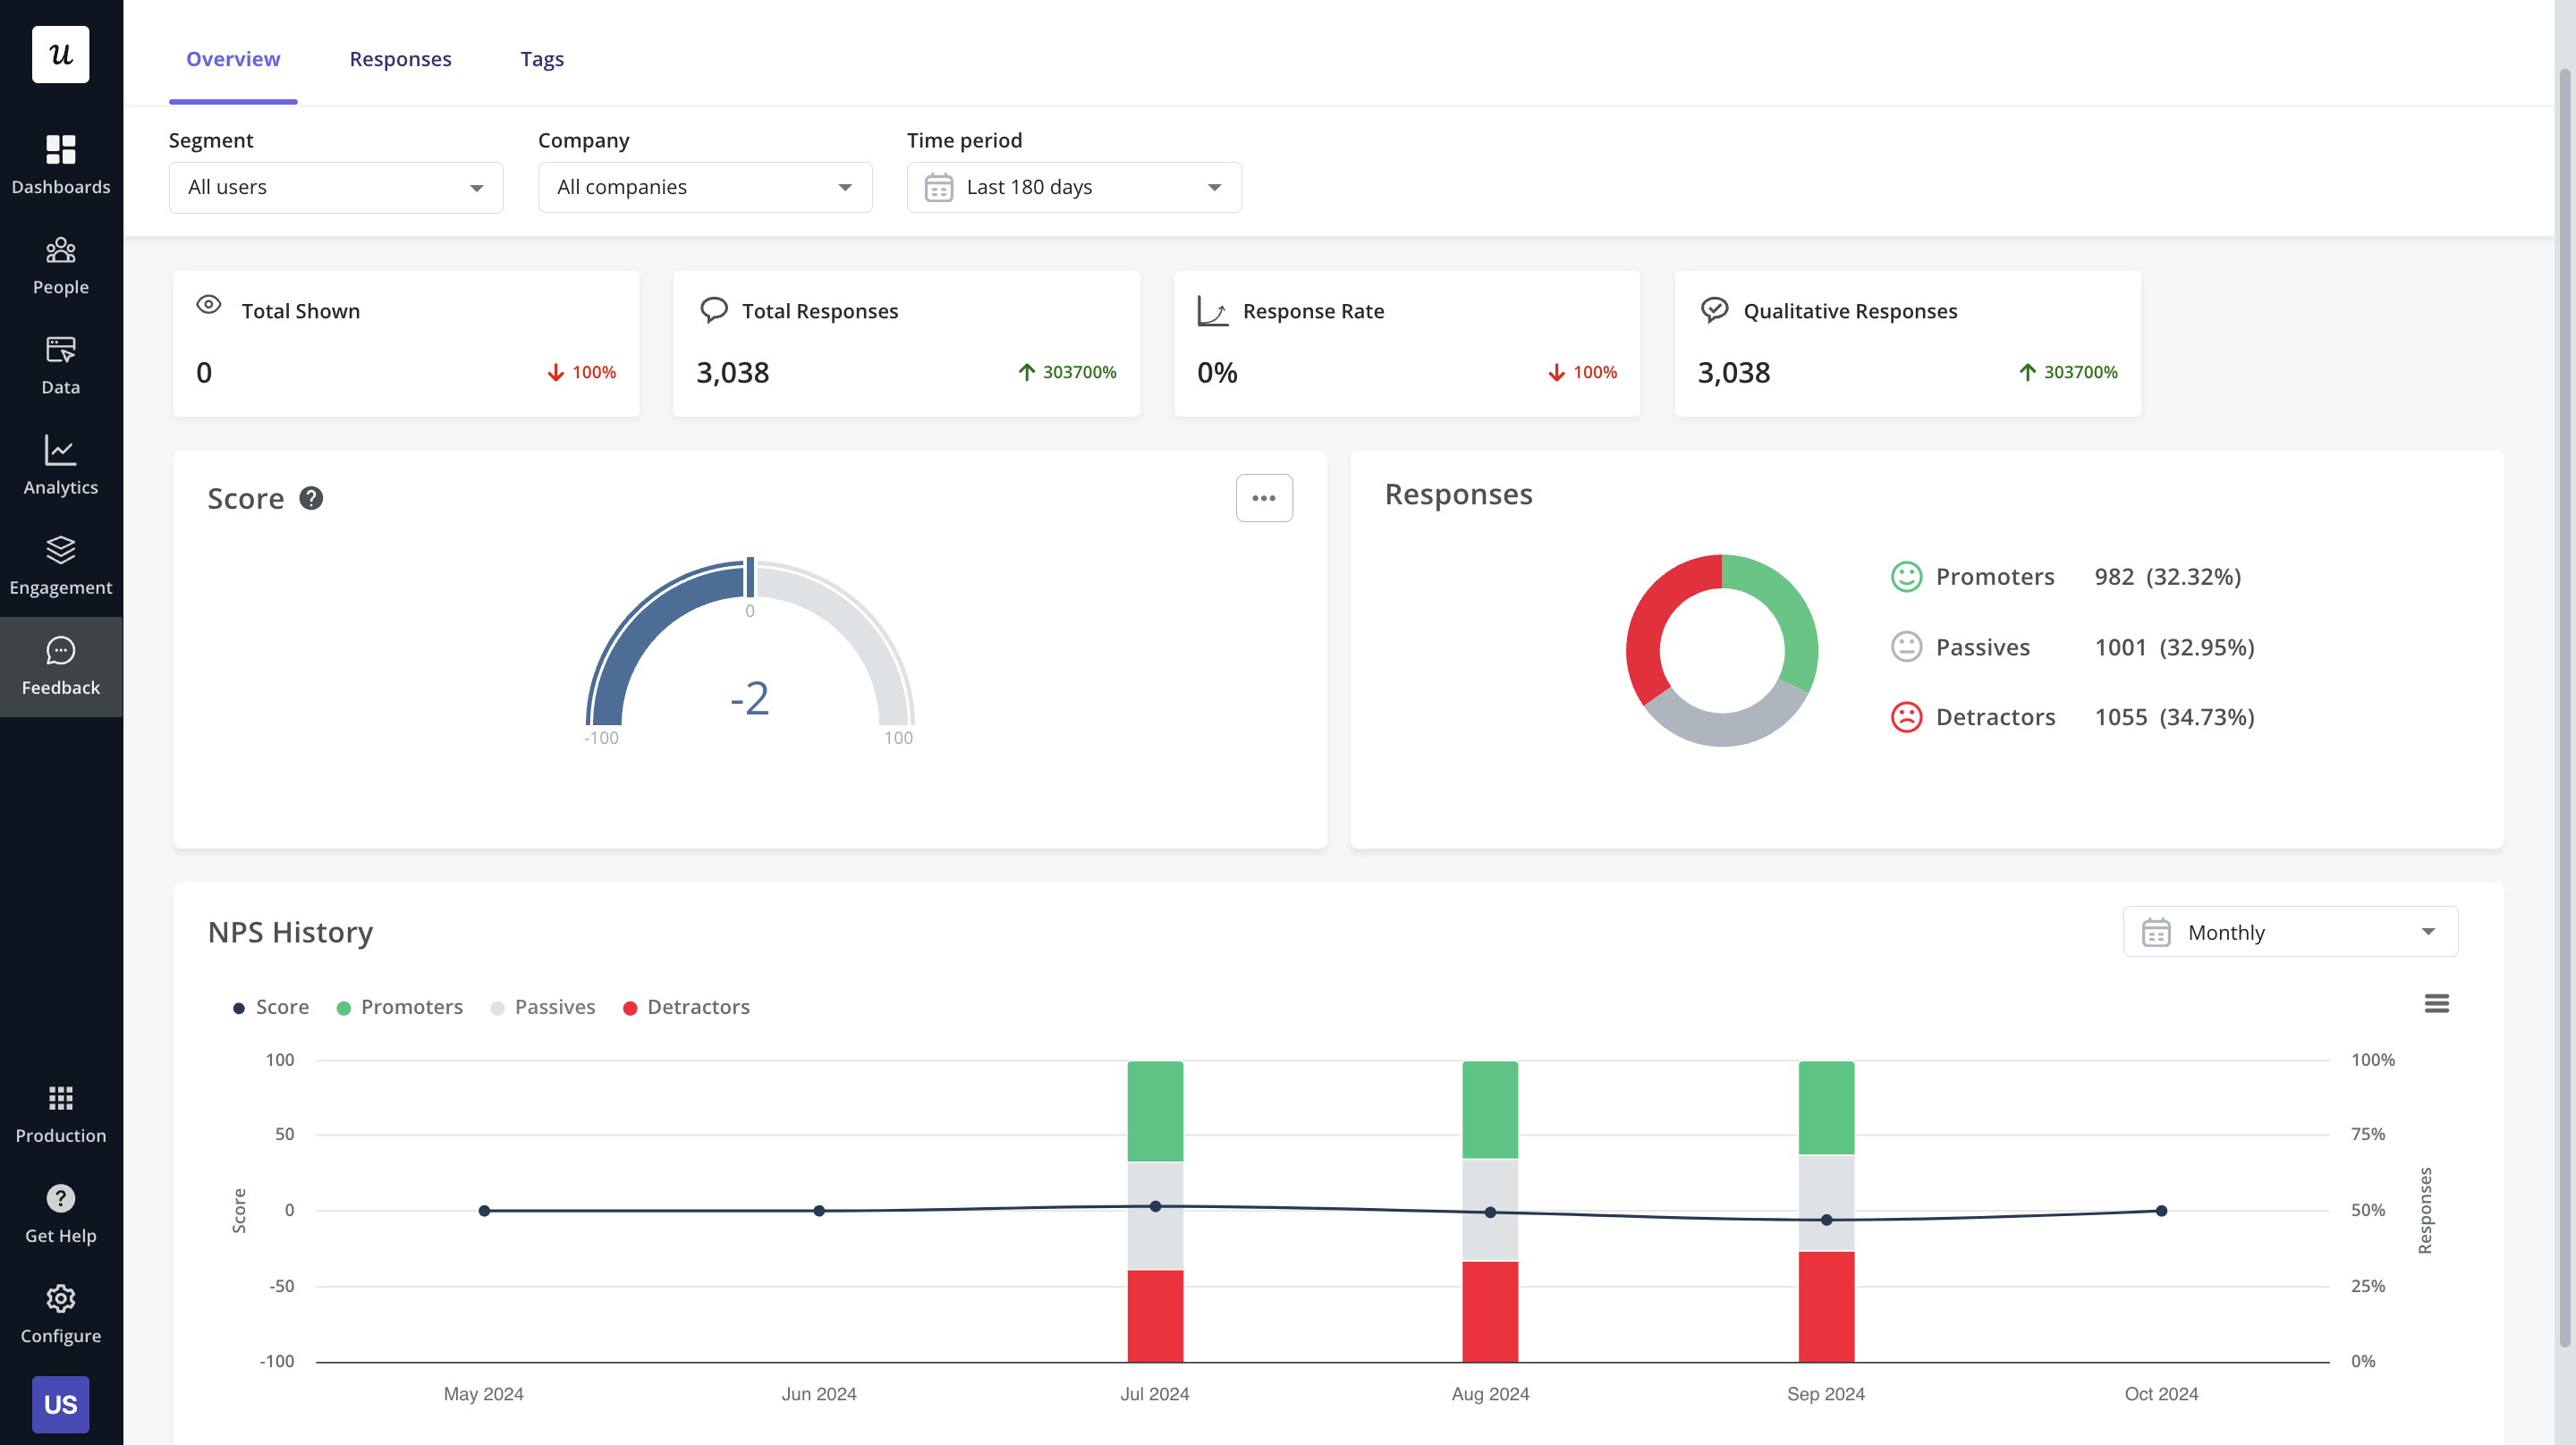 u
Overview
Responses
Tags
Segment
Company
Time period
All users
All companies
Last 180 days
Dashboards
People
Data
Analytics
Engagement
Feedback
Production
Get Help
Configure
US
Total Shown
0
100%
Total Responses
3,038
303700%
Response Rate
0%
100%
Qualitative Responses
3,038
303700%
Score ?
0
-2
-100
100
Responses
Promoters 982 (32.32%)
Passives 1001 (32.95%)
Detractors 1055 (34.73%)
NPS History
Monthly
Score
Promoters
Passives
Detractors
100
50
0
-50
-100
Score
100%
75%
50%
25%
0%
Responses
May 2024
Jun 2024
Jul 2024
Aug 2024
Sep 2024
Oct 2024